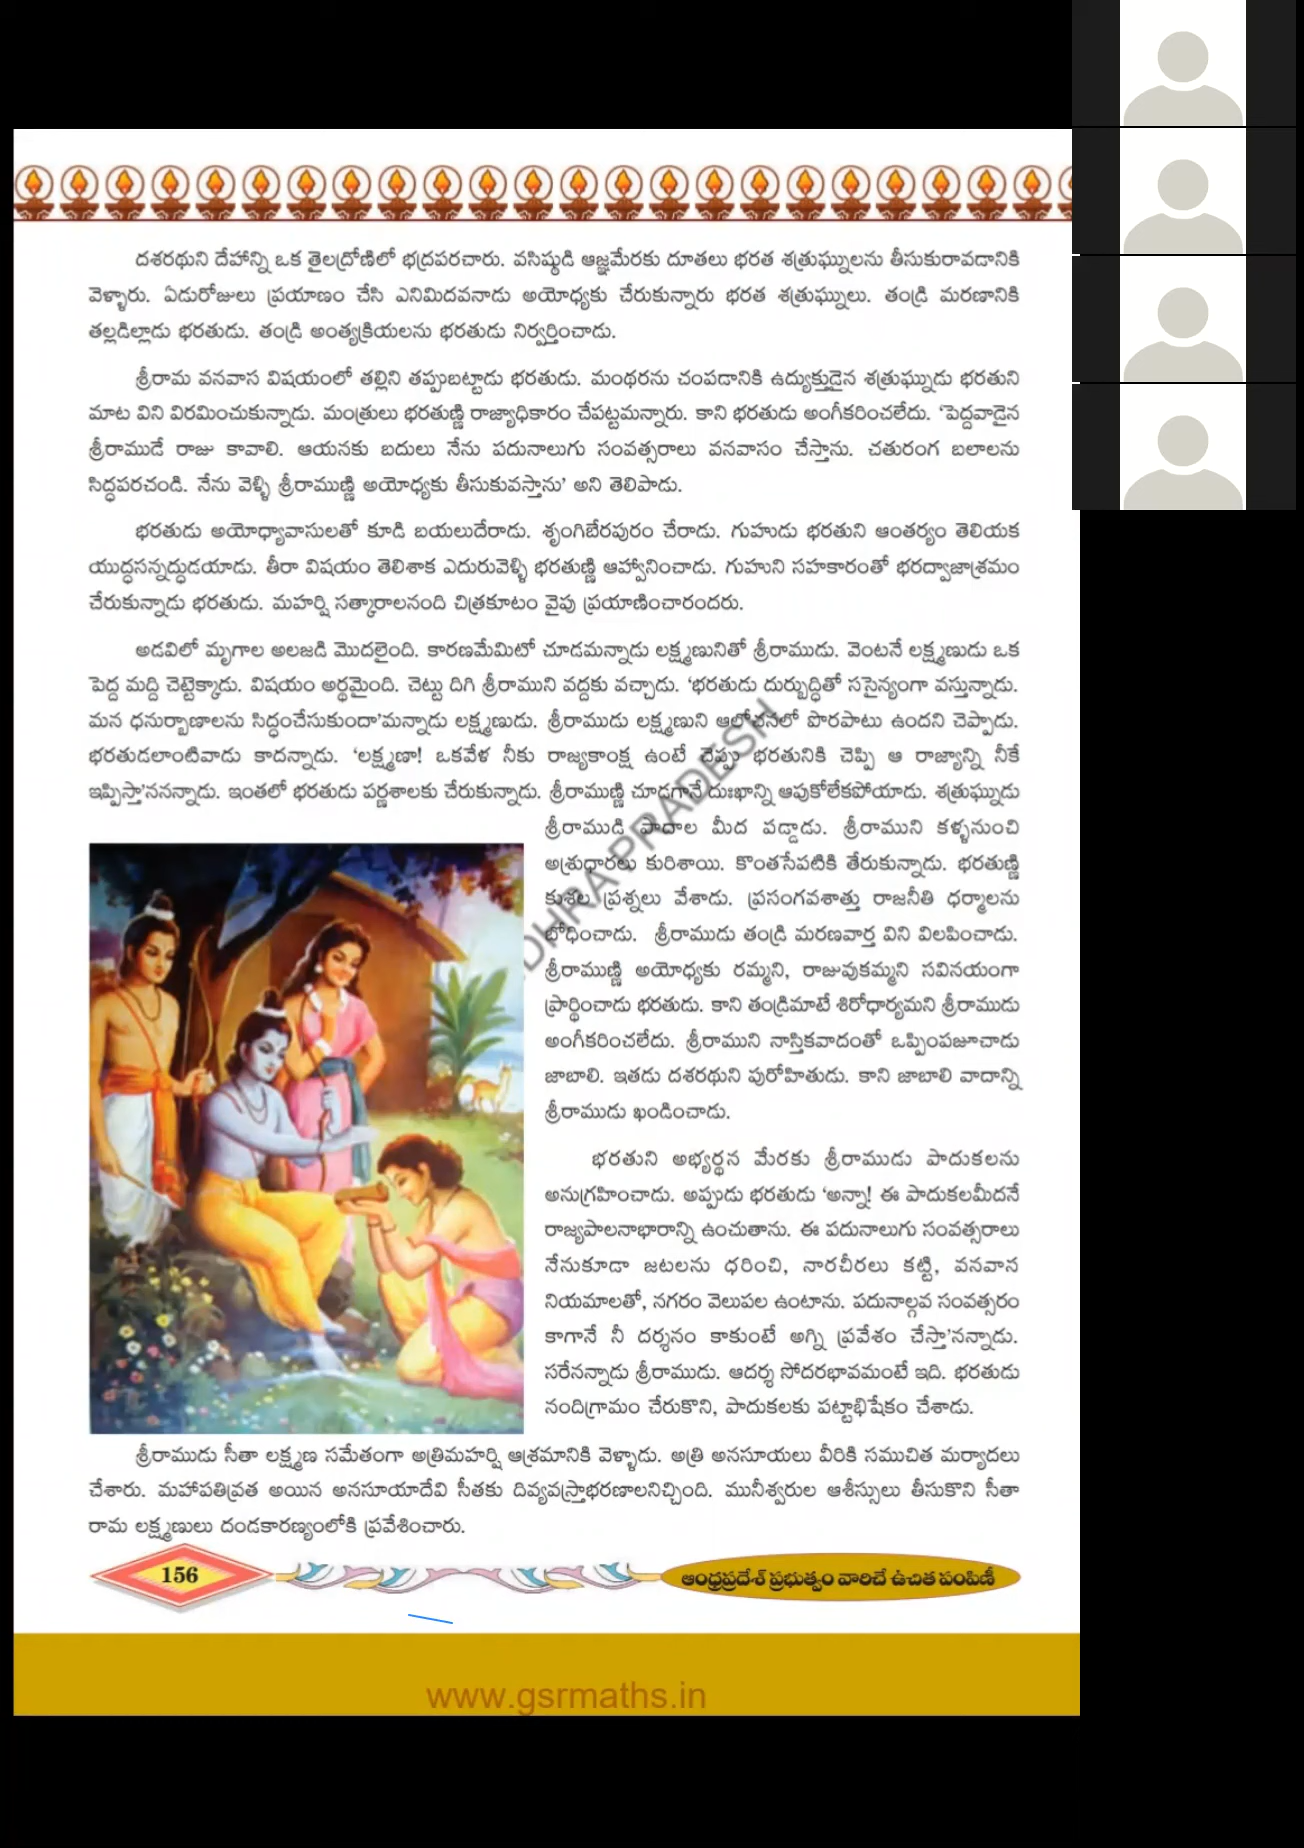 దశరథుని దేహాన్ని ఒక తైలద్రోణిలో భద్రపరచారు. వసిష్ఠుడి ఆజ్ఞమేరకు దూతలు భరత శత్రుఘ్నులను తీసుకురావడానికి
వెళ్ళారు. ఏడురోజులు ప్రయాణం చేసి ఎనిమిదవనాడు అయోధ్యకు చేరుకున్నారు భరత శత్రుఘ్నులు. తండ్రి మరణానికి
తల్లడిల్లాడు భరతుడు. తండ్రి అంత్యక్రియలను భరతుడు నిర్వర్తించాడు.
శ్రీరామ వనవాస విషయంలో తల్లిని తప్పుబట్టాడు భరతుడు. మంథరను చంపడానికి ఉద్యుక్తుడైన శత్రుఘ్నుడు భరతుని
మాట విని విరమించుకున్నాడు. మంత్రులు భరతుణ్ణి రాజ్యాధికారం చేపట్టమన్నారు. కాని భరతుడు అంగీకరించలేదు. ‘పెద్దవాడైన
శ్రీరాముడే రాజు కావాలి. ఆయనకు బదులు నేను పదునాలుగు సంవత్సరాలు వనవాసం చేస్తాను. చతురంగ బలాలను
సిద్ధపరచండి. నేను వెళ్ళి శ్రీరాముణ్ణి అయోధ్యకు తీసుకువస్తాను’ అని తెలిపాడు.
భరతుడు అయోధ్యావాసులతో కూడి బయలుదేరాడు. శృంగిబేరపురం చేరాడు. గుహుడు భరతుని ఆంతర్యం తెలియక
యుద్ధసన్నద్ధుడయాడు. తీరా విషయం తెలిశాక ఎదురువెళ్ళి భరతుణ్ణి ఆహ్వానించాడు. గుహుని సహకారంతో భరద్వాజాశ్రమం
చేరుకున్నాడు భరతుడు. మహర్షి సత్కారాలనంది చిత్రకూటం వైపు ప్రయాణించారందరు.
అడవిలో మృగాల అలజడి మొదలైంది. కారణమేమిటో చూడమన్నాడు లక్ష్మణునితో శ్రీరాముడు. వెంటనే లక్ష్మణుడు ఒక
పెద్ద మద్ది చెట్టెక్కాడు. విషయం అర్థమైంది. చెట్టు దిగి శ్రీరాముని వద్దకు వచ్చాడు. ‘భరతుడు దుర్బుద్ధితో ససైన్యంగా వస్తున్నాడు.
మన ధనుర్బాణాలను సిద్ధంచేసుకుందా’మన్నాడు లక్ష్మణుడు. శ్రీరాముడు లక్ష్మణుని ఆలోచనలో పొరపాటు ఉందని చెప్పాడు.
భరతుడలాంటివాడు కాదన్నాడు. ‘లక్ష్మణా! ఒకవేళ నీకు రాజ్యకాంక్ష ఉంటే చెప్పు భరతునికి చెప్పి ఆ రాజ్యాన్ని నీకే
ఇప్పిస్తా’ననన్నాడు. ఇంతలో భరతుడు పర్ణశాలకు చేరుకున్నాడు. శ్రీరాముణ్ణి చూడగానే దుఃఖాన్ని ఆపుకోలేకపోయాడు. శత్రుఘ్నుడు
శ్రీరాముడి పాదాల మీద పడ్డాడు. శ్రీరాముని కళ్ళనుంచి
అశ్రుధారలు కురిశాయి. కొంతసేపటికి తేరుకున్నాడు. భరతుణ్ణి
కుశల ప్రశ్నలు వేశాడు. ప్రసంగవశాత్తు రాజనీతి ధర్మాలను
బోధించాడు. శ్రీరాముడు తండ్రి మరణవార్త విని విలపించాడు.
శ్రీరాముణ్ణి అయోధ్యకు రమ్మని, రాజువుకమ్మని సవినయంగా
ప్రార్థించాడు భరతుడు. కాని తండ్రిమాటే శిరోధార్యమని శ్రీరాముడు
అంగీకరించలేదు. శ్రీరాముని నాస్తికవాదంతో ఒప్పింపజూచాడు
జాబాలి. ఇతడు దశరథుని పురోహితుడు. కాని జాబాలి వాదాన్ని
శ్రీరాముడు ఖండించాడు.
భరతుని అభ్యర్థన మేరకు శ్రీరాముడు పాదుకలను
అనుగ్రహించాడు. అప్పుడు భరతుడు ‘అన్నా! ఈ పాదుకలమీదనే
రాజ్యపాలనాభారాన్ని ఉంచుతాను. ఈ పదునాలుగు సంవత్సరాలు
నేనుకూడా జటలను ధరించి, నారచీరలు కట్టి, వనవాస
నియమాలతో, నగరం వెలుపల ఉంటాను. పదునాల్గవ సంవత్సరం
కాగానే నీ దర్శనం కాకుంటే అగ్ని ప్రవేశం చేస్తా’నన్నాడు.
సరేనన్నాడు శ్రీరాముడు. ఆదర్శ సోదరభావమంటే ఇది. భరతుడు
నందిగ్రామం చేరుకొని, పాదుకలకు పట్టాభిషేకం చేశాడు.
శ్రీరాముడు సీతా లక్ష్మణ సమేతంగా అత్రిమహర్షి ఆశ్రమానికి వెళ్ళాడు. అత్రి అనసూయలు వీరికి సముచిత మర్యాదలు
చేశారు. మహాపతివ్రత అయిన అనసూయాదేవి సీతకు దివ్యవస్త్రాభరణాలనిచ్చింది. మునీశ్వరుల ఆశీస్సులు తీసుకొని సీతా
రామ లక్ష్మణులు దండకారణ్యంలోకి ప్రవేశించారు.
156
ఆంధ్రప్రదేశ్ ప్రభుత్వం వారిచే ఉచిత పంపిణీ
www.gsrmaths.in